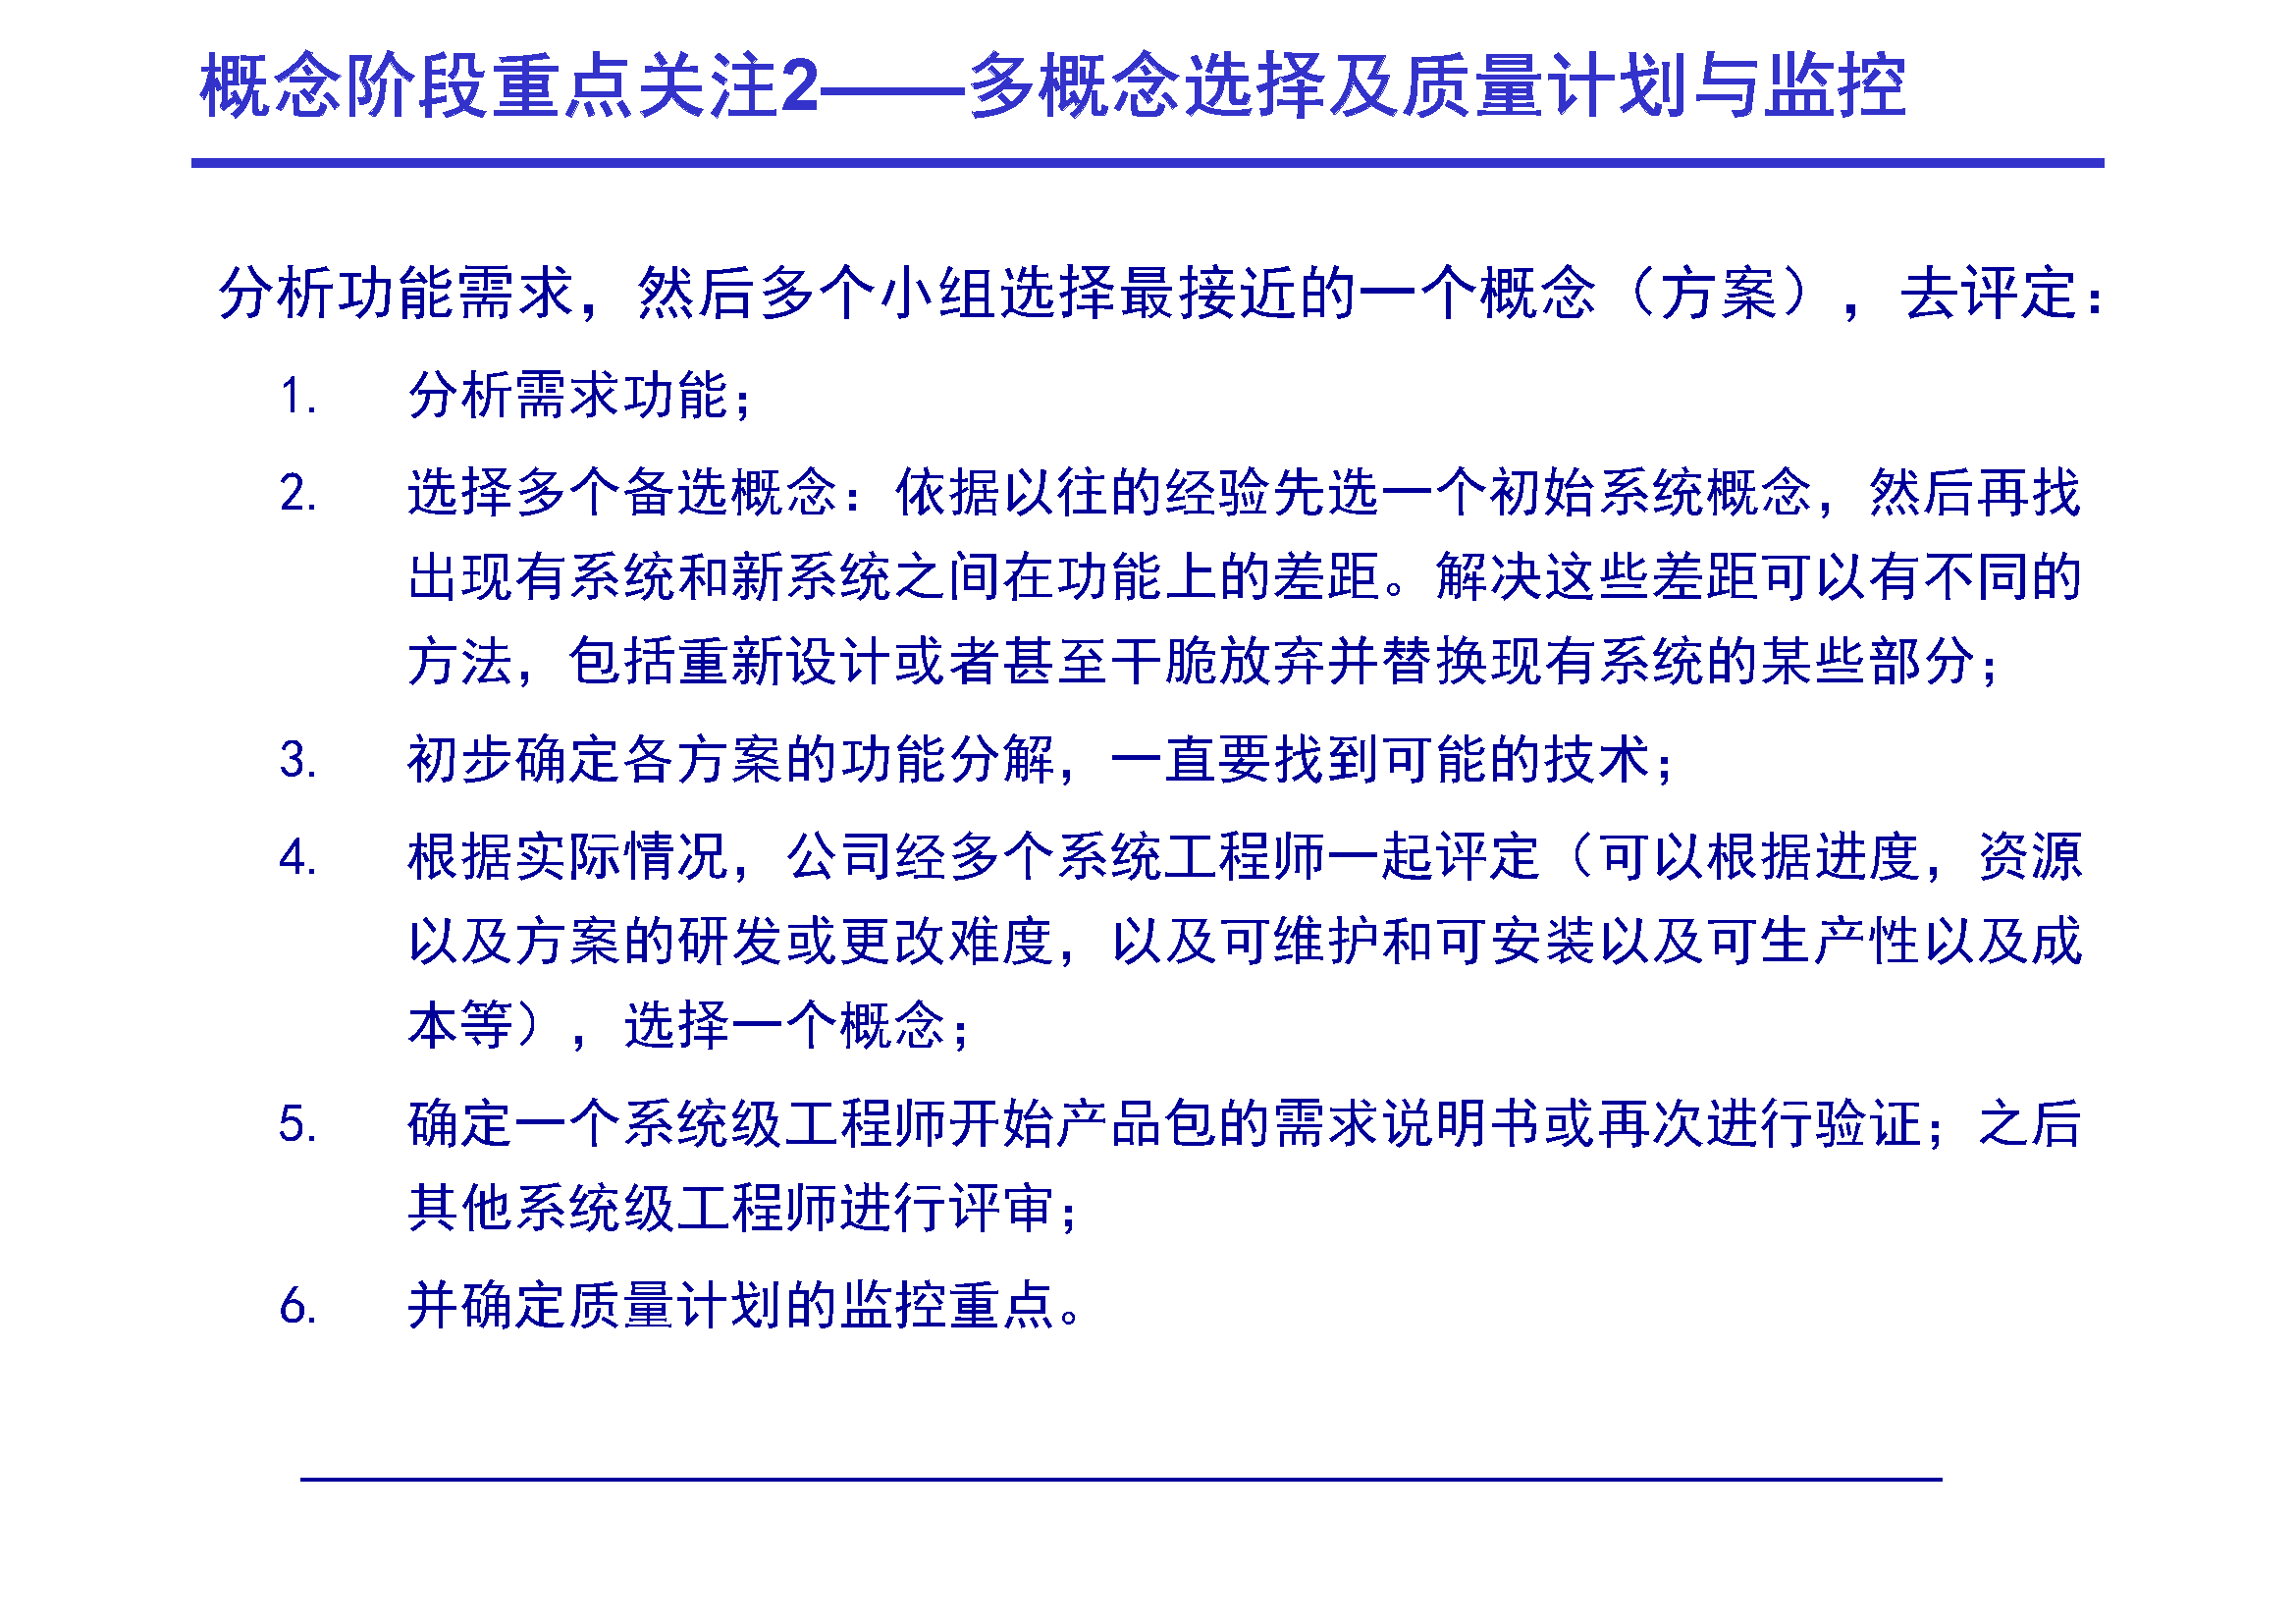 概念阶段重点关注2——多概念选择及质量计划与监控
分析功能需求，然后多个小组选择最接近的一个概念（方案），去评定：
1. 分析需求功能；
2. 选择多个备选概念：依据以往的经验先选一个初始系统概念，然后再找
出现有系统和新系统之间在功能上的差距。解决这些差距可以有不同的
方法，包括重新设计或者甚至干脆放弃并替换现有系统的某些部分；
3. 初步确定各方案的功能分解，一直要找到可能的技术；
4. 根据实际情况，公司经多个系统工程师一起评定（可以根据进度，资源
以及方案的研发或更改难度，以及可维护和可安装以及可生产性以及成
本等），选择一个概念；
5. 确定一个系统级工程师开始产品包的需求说明书或再次进行验证；之后
其他系统级工程师进行评审；
6. 并确定质量计划的监控重点。